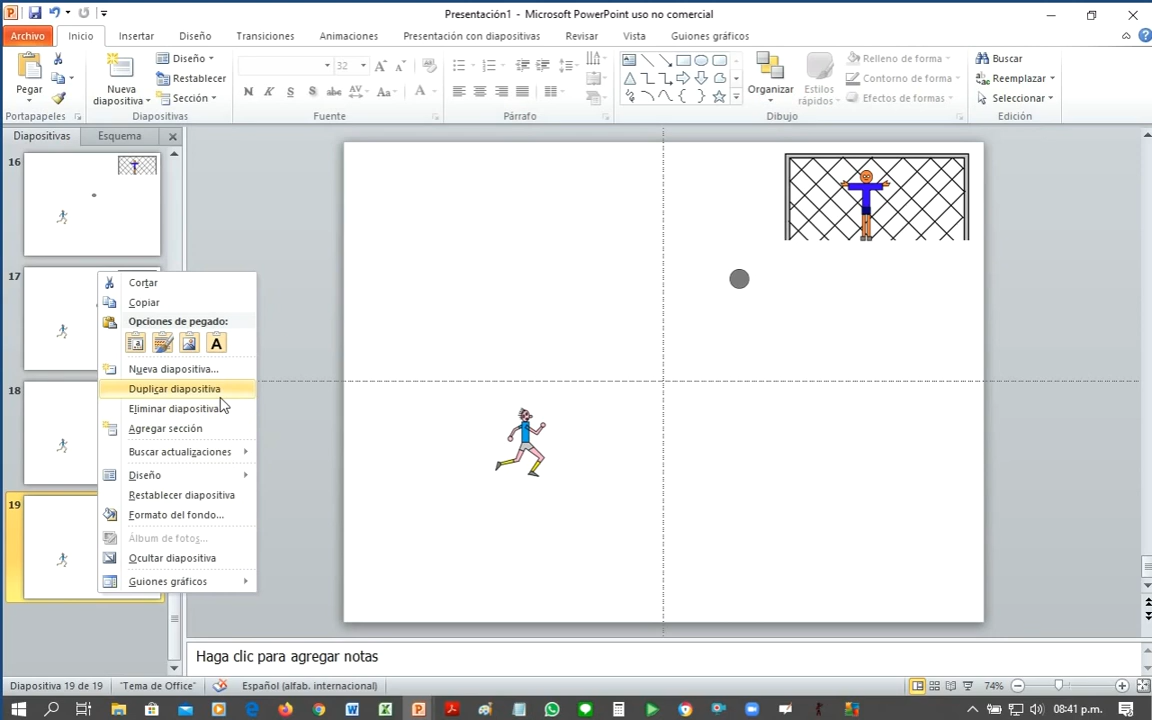 Presentación1 - Microsoft PowerPoint uso no comercial
Archivo Inicio Insertar Diseño Transiciones Animaciones Presentación con diapositivas Revisar Vista Guiones gráficos
Pegar
Portapapeles
Nueva diapositiva
Diseño
Restablecer
Sección
Diapositivas
32
N K S S abc AV Aa A
Fuente
Párrafo
Organizar
Estilos rápidos
Relleno de forma
Contorno de forma
Efectos de formas
Dibujo
Buscar
Reemplazar
Seleccionar
Edición
Diapositivas Esquema
16
17
18
19
Cortar
Copiar
Opciones de pegado:
A
Nueva diapositiva...
Duplicar diapositiva
Eliminar diapositiva
Agregar sección
Buscar actualizaciones
Diseño
Restablecer diapositiva
Formato del fondo...
Álbum de fotos...
Ocultar diapositiva
Guiones gráficos
Haga clic para agregar notas
Diapositiva 19 de 19 "Tema de Office" Español (alfab. internacional) 74%
08:41 p. m.